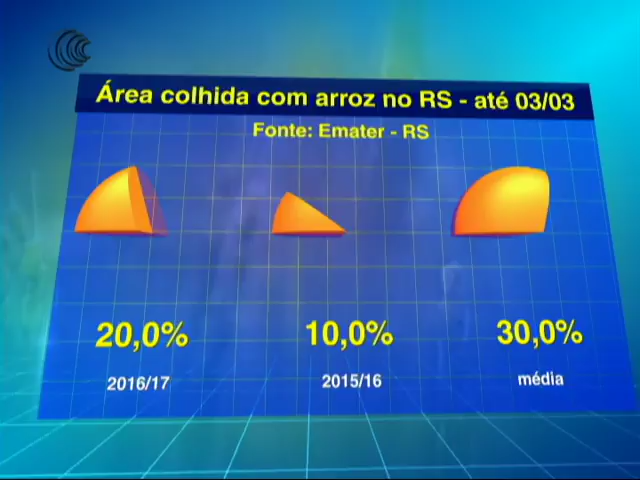 Área colhida com arroz no RS - até 03/03
Fonte: Emater - RS
20,0% 10,0% 30,0%
2016/17 2015/16 média